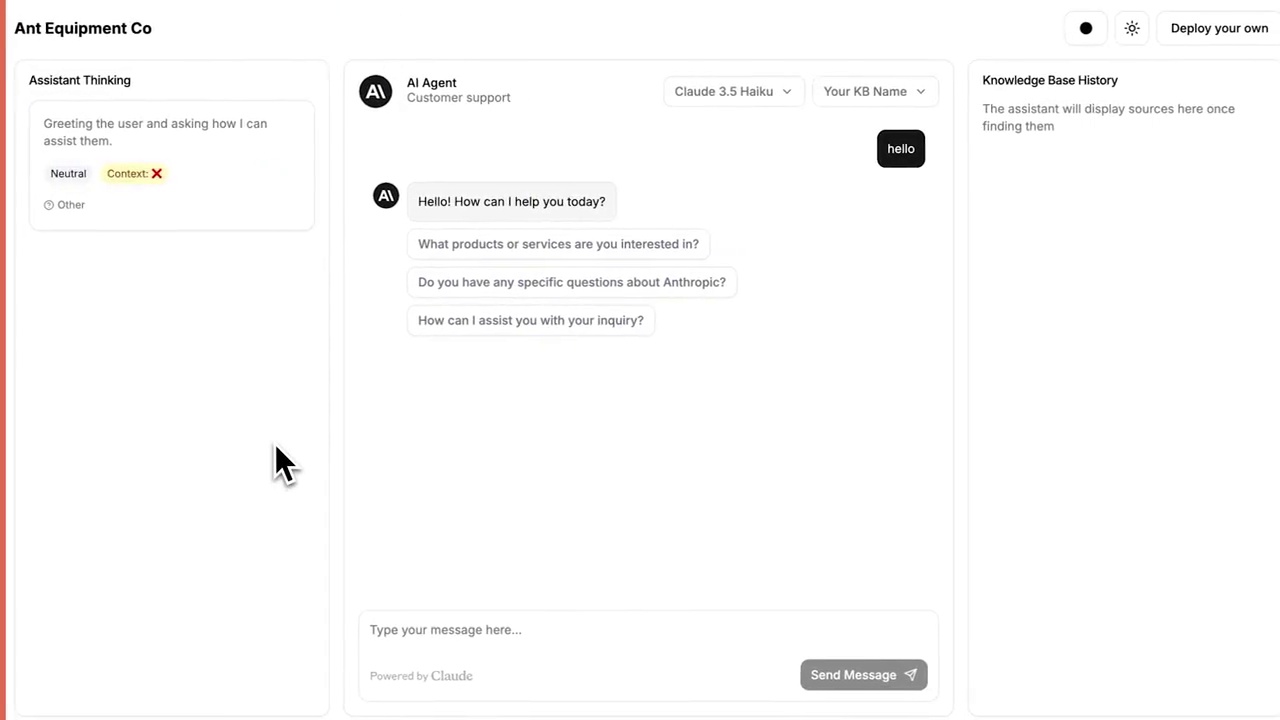 Ant Equipment Co
Deploy your own
Assistant Thinking
Greeting the user and asking how I can
assist them.
Neutral
Context: ❌
Other
AI Agent
Customer support
Claude 3.5 Haiku
Your KB Name
hello
Hello! How can I help you today?
What products or services are you interested in?
Do you have any specific questions about Anthropic?
How can I assist you with your inquiry?
Type your message here...
Powered by Claude
Send Message
Knowledge Base History
The assistant will display sources here once
finding them